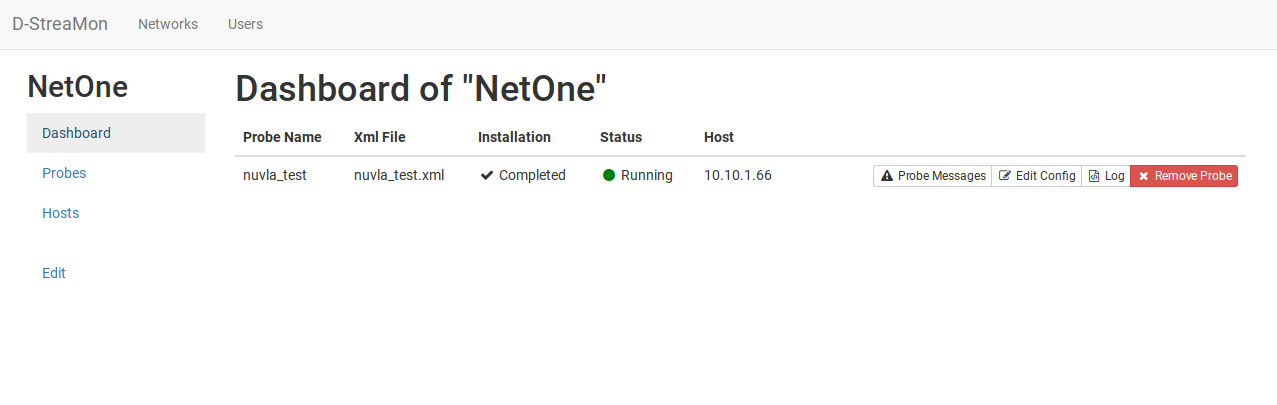 D-StreaMon Networks Users
NetOne
Dashboard
Probes
Hosts
Edit
Dashboard of "NetOne"
Probe Name Xml File Installation Status Host
nuvla_test nuvla_test.xml Completed Running 10.10.1.66 Probe Messages Edit Config Log Remove Probe